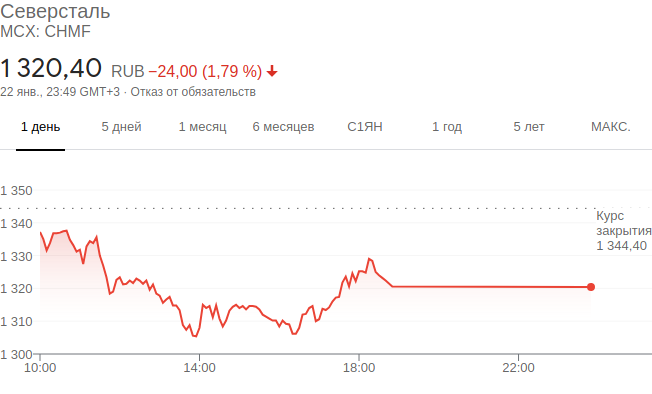 Северсталь
MCX: CHMF
1 320,40 RUB −24,00 (1,79 %)
22 янв., 23:49 GMT+3 · Отказ от обязательств
1 день 5 дней 1 месяц 6 месяцев С1ЯН 1 год 5 лет МАКС.
1 350
1 340
1 330
1 320
1 310
1 300
Курс
закрытия
1 344,40
10:00 14:00 18:00 22:00